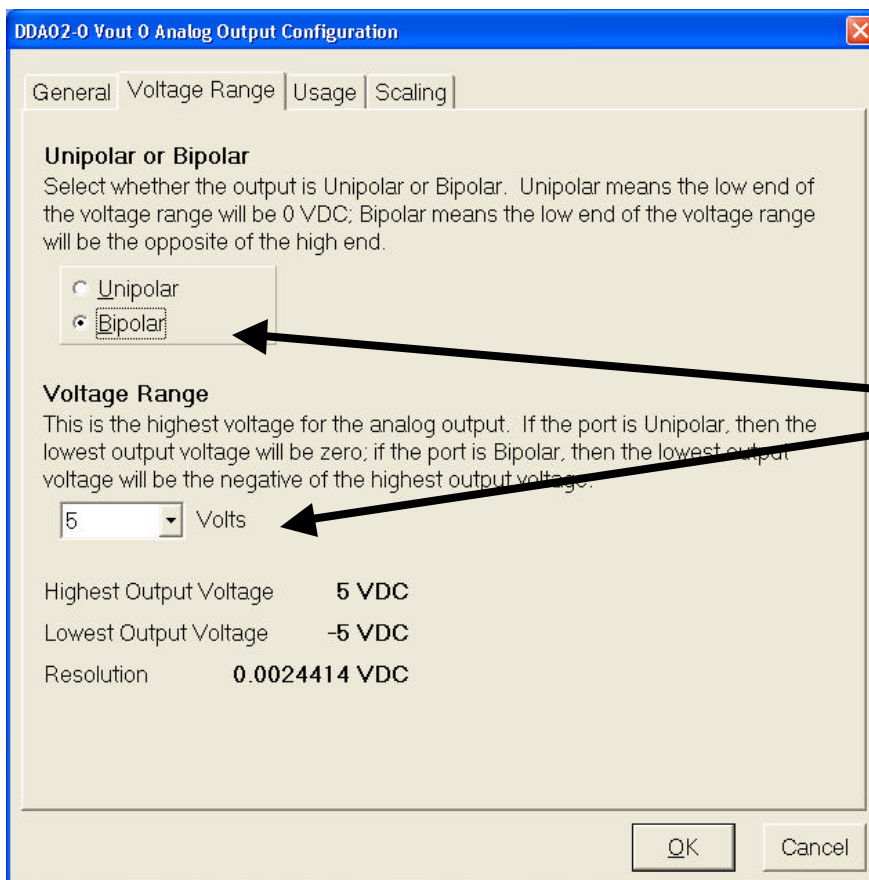 DDA02-0 Vout 0 Analog Output Configuration
General Voltage Range Usage Scaling
Unipolar or Bipolar
Select whether the output is Unipolar or Bipolar. Unipolar means the low end of
the voltage range will be 0 VDC; Bipolar means the low end of the voltage range
will be the opposite of the high end.
Unipolar
Bipolar
Voltage Range
This is the highest voltage for the analog output. If the port is Unipolar, then the
lowest output voltage will be zero; if the port is Bipolar, then the lowest output
voltage will be the negative of the highest output voltage.
5 Volts
Highest Output Voltage 5 VDC
Lowest Output Voltage -5 VDC
Resolution 0.0024414 VDC
OK Cancel